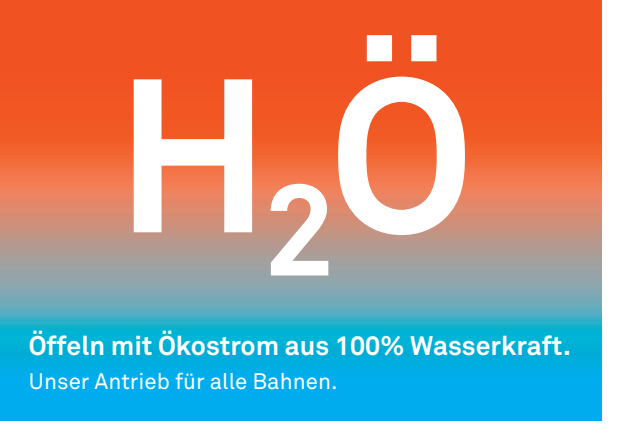 H₂Ö
Öffeln mit Ökostrom aus 100% Wasserkraft.
Unser Antrieb für alle Bahnen.